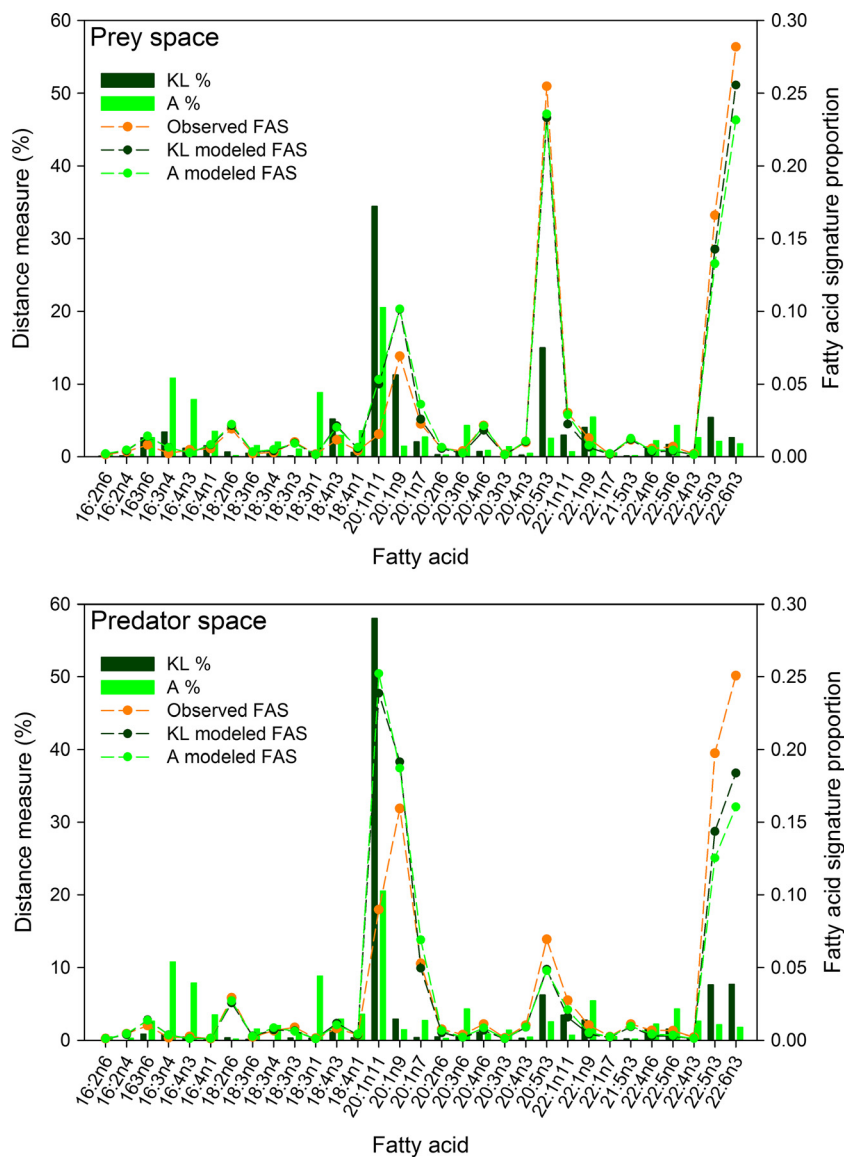 Prey space
KL %
A %
Observed FAS
KL modeled FAS
A modeled FAS
Distance measure (%)
60
50
40
30
20
10
0
Fatty acid signature proportion
0.30
0.25
0.20
0.15
0.10
0.05
0.00
16:2n6
16:2n4
163n6
16:3n4
16:4n3
16:4n1
18:2n6
18:2n4
18:3n6
18:3n4
18:3n1
18:4n3
18:4n1
20:1n11
20:1n9
20:1n7
20:2n6
20:3n6
20:4n6
20:3n3
20:4n3
20:5n3
22:1n11
22:1n9
22:1n7
21:5n3
22:4n6
22:5n6
22:4n3
22:5n3
22:6n3
Fatty acid
Predator space
KL %
A %
Observed FAS
KL modeled FAS
A modeled FAS
Distance measure (%)
60
50
40
30
20
10
0
Fatty acid signature proportion
0.30
0.25
0.20
0.15
0.10
0.05
0.00
16:2n6
16:2n4
163n6
16:3n4
16:4n3
16:4n1
18:2n6
18:2n4
18:3n6
18:3n4
18:3n1
18:4n3
18:4n1
20:1n11
20:1n9
20:1n7
20:2n6
20:3n6
20:4n6
20:3n3
20:4n3
20:5n3
22:1n11
22:1n9
22:1n7
21:5n3
22:4n6
22:5n6
22:4n3
22:5n3
22:6n3
Fatty acid